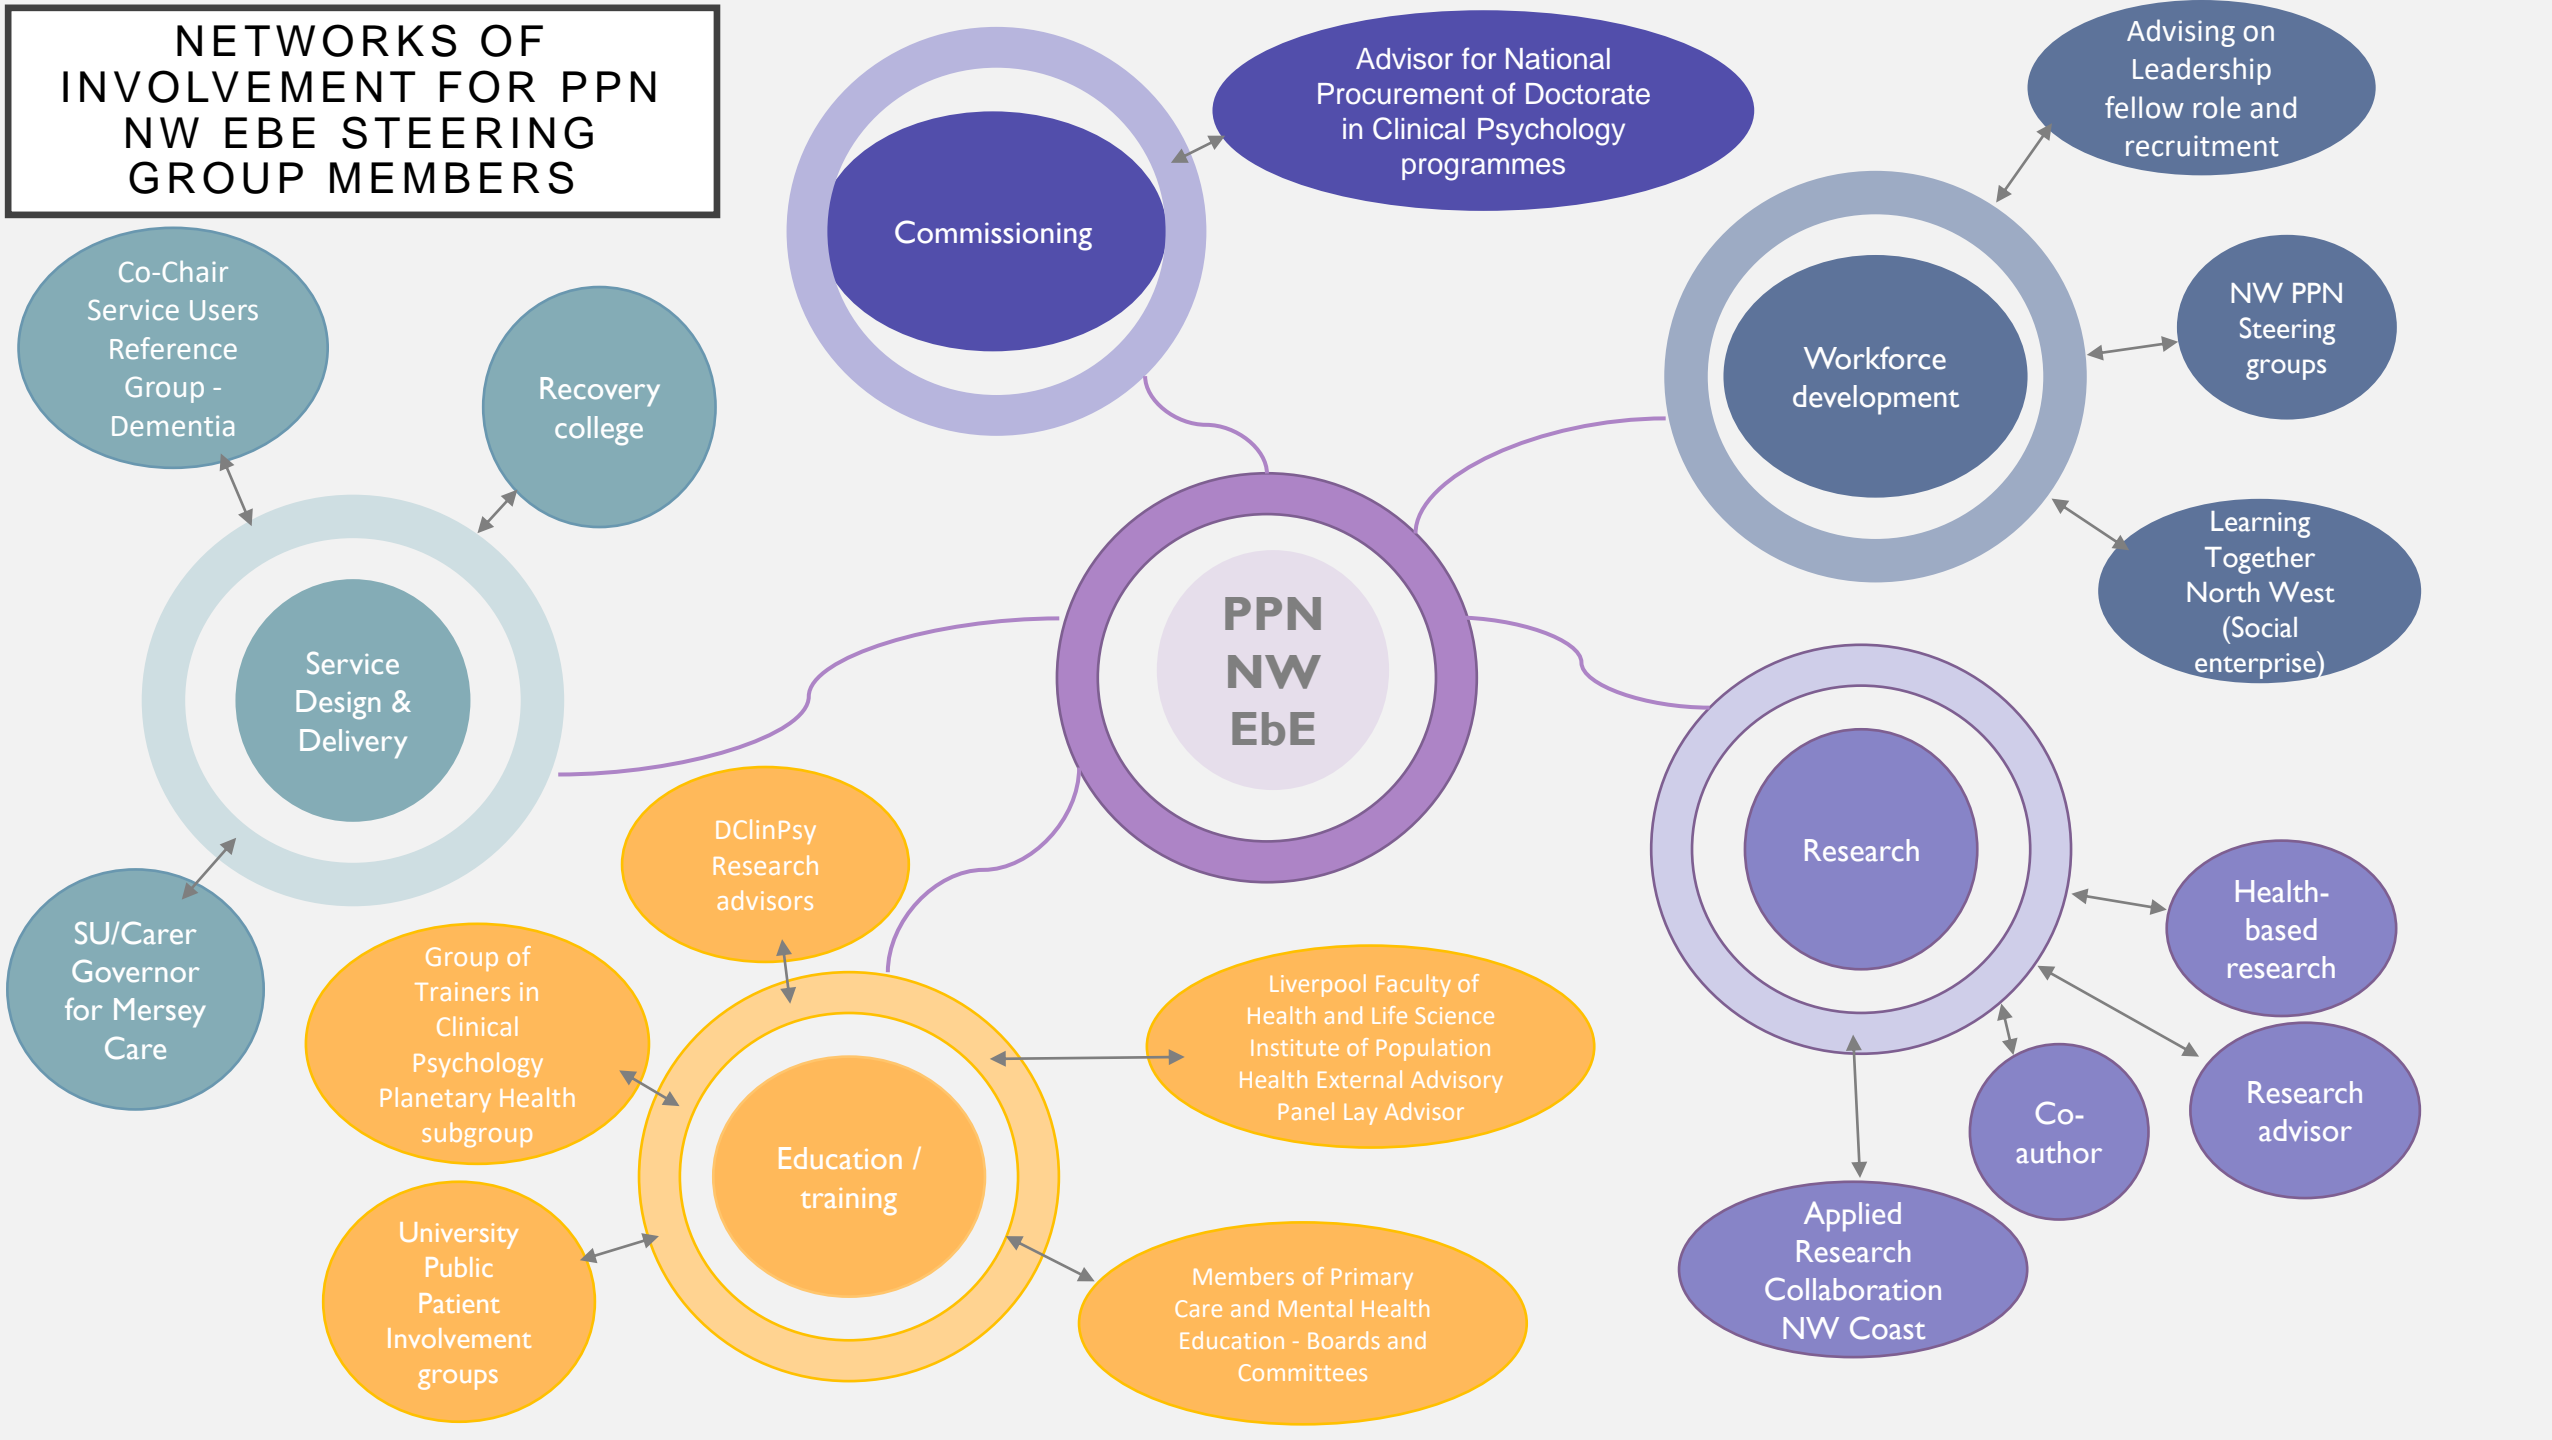 NETWORKS OF
INVOLVEMENT FOR PPN
NW EBE STEERING
GROUP MEMBERS
Commissioning
Advisor for National
Procurement of Doctorate
in Clinical Psychology
programmes
Advising on
Leadership
fellow role and
recruitment
Workforce
development
NW PPN
Steering
groups
Learning
Together
North West
(Social
enterprise)
Co-Chair
Service Users
Reference
Group -
Dementia
Recovery
college
Service
Design &
Delivery
SU/Carer
Governor
for Mersey
Care
PPN
NW
EbE
Research
Health-
based
research
Research
advisor
Co-
author
Applied
Research
Collaboration
NW Coast
DClinPsy
Research
advisors
Group of
Trainers in
Clinical
Psychology
Planetary Health
subgroup
Liverpool Faculty of
Health and Life Science
Institute of Population
Health External Advisory
Panel Lay Advisor
Education /
training
University
Public
Patient
Involvement
groups
Members of Primary
Care and Mental Health
Education - Boards and
Committees